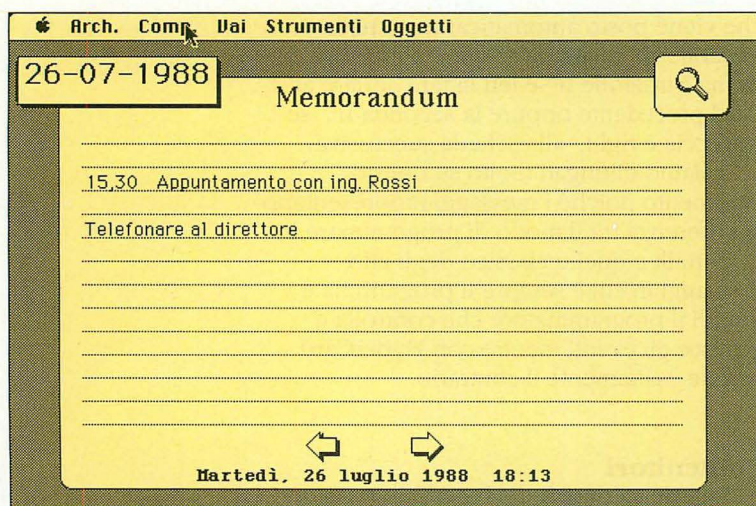 Arch. Comp. Vai Strumenti Oggetti
26-07-1988
Memorandum
15,30 Appuntamento con ing. Rossi
Telefonare al direttore
Martedì, 26 luglio 1988 18:13